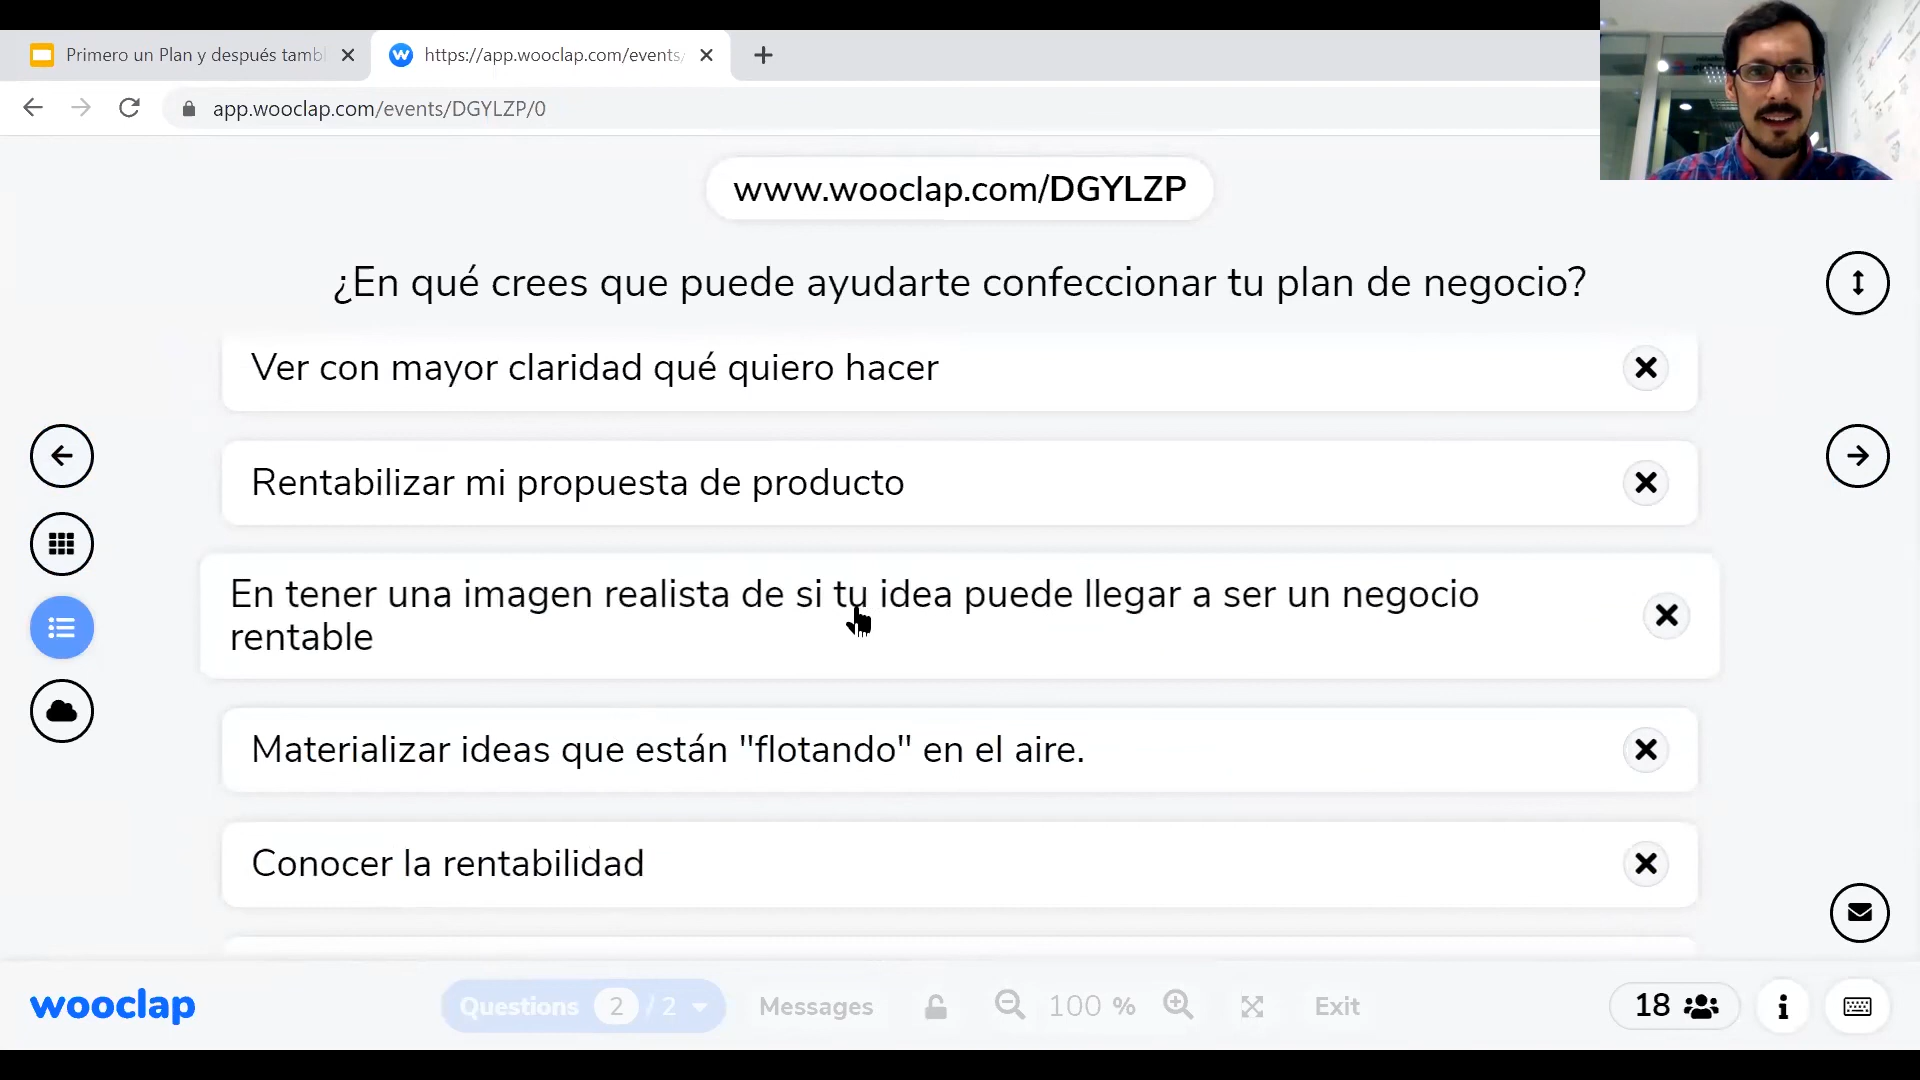 Primero un Plan y después tamb
https://app.wooclap.com/events/
app.wooclap.com/events/DGYLZP/0
www.wooclap.com/DGYLZP
¿En qué crees que puede ayudarte confeccionar tu plan de negocio?
Ver con mayor claridad qué quiero hacer
Rentabilizar mi propuesta de producto
En tener una imagen realista de si tu idea puede llegar a ser un negocio
rentable
Materializar ideas que están "flotando" en el aire.
Conocer la rentabilidad
wooclap
Questions 2 / 2
Messages
100 %
Exit
18